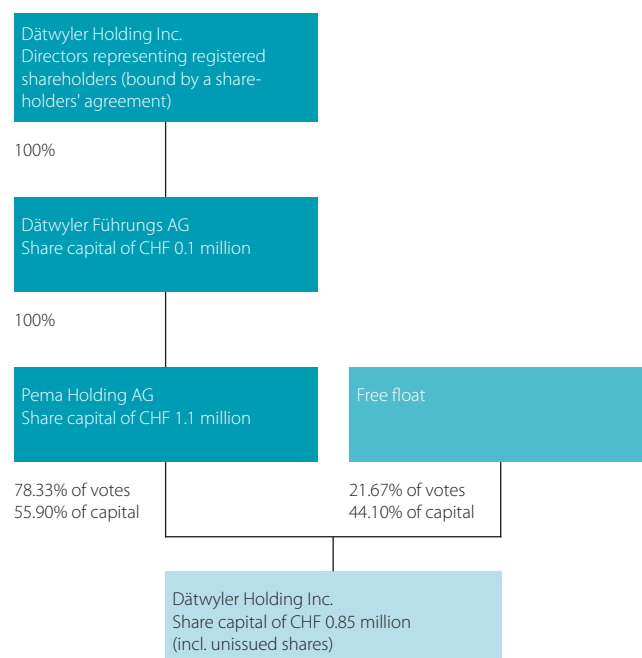 Dätwyler Holding Inc.
Directors representing registered
shareholders (bound by a share-
holders' agreement)
100%
Dätwyler Führungs AG
Share capital of CHF 0.1 million
100%
Pema Holding AG
Share capital of CHF 1.1 million
Free float
78.33% of votes
55.90% of capital
21.67% of votes
44.10% of capital
Dätwyler Holding Inc.
Share capital of CHF 0.85 million
(incl. unissued shares)